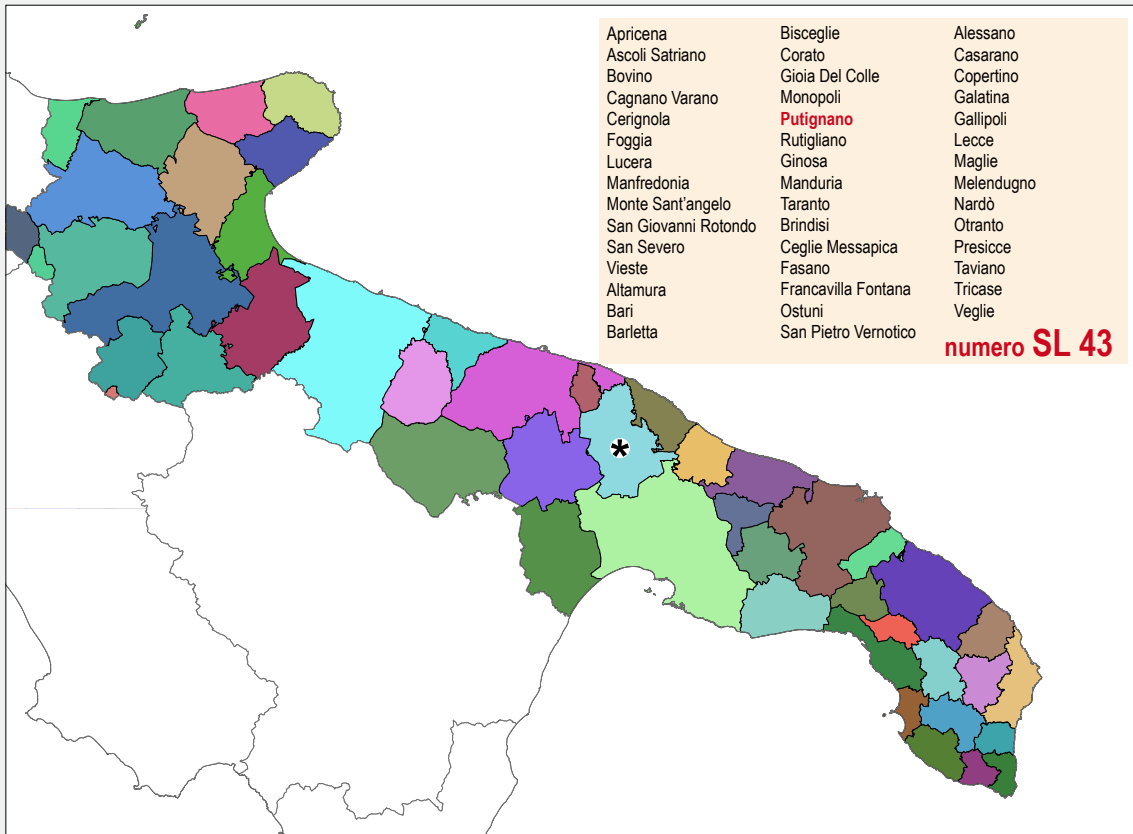 Apricena
Ascoli Satriano
Bovino
Cagnano Varano
Cerignola
Foggia
Lucera
Manfredonia
Monte Sant'angelo
San Giovanni Rotondo
San Severo
Vieste
Altamura
Bari
Barletta
Bisceglie
Corato
Gioia Del Colle
Monopoli
Putignano
Rutigliano
Ginosa
Manduria
Taranto
Brindisi
Ceglie Messapica
Fasano
Francavilla Fontana
Ostuni
San Pietro Vernotico
Alessano
Casarano
Copertino
Galatina
Gallipoli
Lecce
Maglie
Melendugno
Nardò
Otranto
Presicce
Taviano
Tricase
Veglie
numero SL 43
*